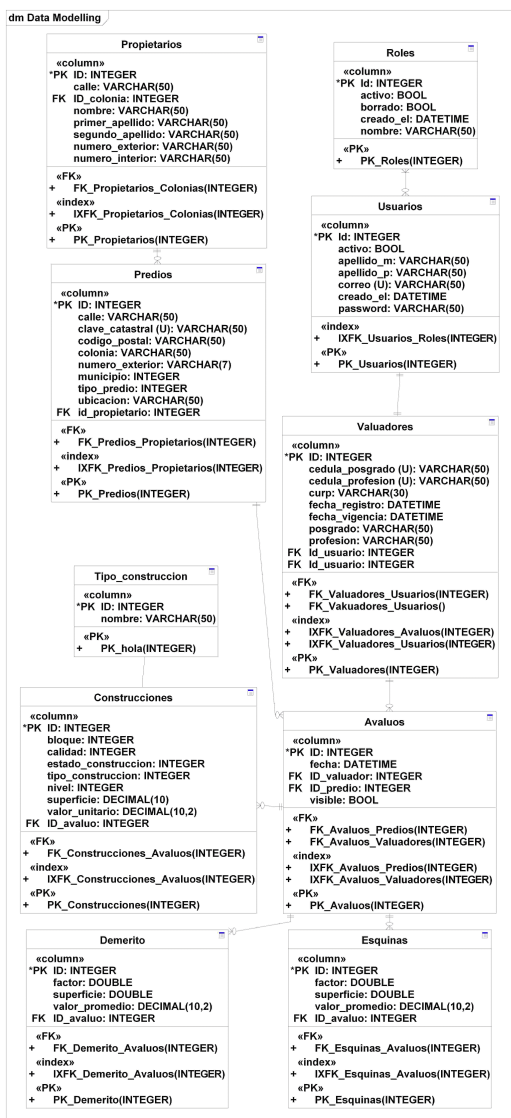 dm Data Modelling
Propietarios
«column»
*PK ID: INTEGER
calle: VARCHAR(50)
FK ID_colonia: INTEGER
nombre: VARCHAR(50)
primer_apellido: VARCHAR(50)
segundo_apellido: VARCHAR(50)
numero_exterior: VARCHAR(50)
numero_interior: VARCHAR(50)
«FK»
+ FK_Propietarios_Colonias(INTEGER)
«index»
+ IXFK_Propietarios_Colonias(INTEGER)
«PK»
+ PK_Propietarios(INTEGER)
Roles
«column»
*PK Id: INTEGER
activo: BOOL
borrado: BOOL
creado_el: DATETIME
nombre: VARCHAR(50)
«PK»
+ PK_Roles(INTEGER)
Usuarios
«column»
*PK Id: INTEGER
activo: BOOL
apellido_m: VARCHAR(50)
apellido_p: VARCHAR(50)
correo (U): VARCHAR(50)
creado_el: DATETIME
password: VARCHAR(50)
«index»
+ IXFK_Usuarios_Roles(INTEGER)
«PK»
+ PK_Usuarios(INTEGER)
Predios
«column»
*PK ID: INTEGER
calle: VARCHAR(50)
clave_catastral (U): VARCHAR(50)
codigo_postal: VARCHAR(50)
colonia: VARCHAR(50)
numero_exterior: VARCHAR(7)
municipio: INTEGER
tipo_predio: INTEGER
ubicacion: VARCHAR(50)
FK id_propietario: INTEGER
«FK»
+ FK_Predios_Propietarios(INTEGER)
«index»
+ IXFK_Predios_Propietarios(INTEGER)
«PK»
+ PK_Predios(INTEGER)
Valuadores
«column»
*PK ID: INTEGER
cedula_posgrado (U): VARCHAR(50)
cedula_profesion (U): VARCHAR(50)
curp: VARCHAR(30)
fecha_registro: DATETIME
fecha_vigencia: DATETIME
posgrado: VARCHAR(50)
profesion: VARCHAR(50)
FK Id_usuario: INTEGER
FK Id_usuario: INTEGER
«FK»
+ FK_Valuadores_Usuarios(INTEGER)
+ FK_Vakuadores_Usuarios()
«index»
+ IXFK_Valuadores_Avaluos(INTEGER)
+ IXFK_Valuadores_Usuarios(INTEGER)
«PK»
+ PK_Valuadores(INTEGER)
Tipo_construccion
«column»
*PK ID: INTEGER
nombre: VARCHAR(50)
«PK»
+ PK_hola(INTEGER)
Construcciones
«column»
*PK ID: INTEGER
bloque: INTEGER
calidad: INTEGER
estado_construccion: INTEGER
tipo_construccion: INTEGER
nivel: INTEGER
superficie: DECIMAL(10)
valor_unitario: DECIMAL(10,2)
FK ID_avaluo: INTEGER
«FK»
+ FK_Construcciones_Avaluos(INTEGER)
«index»
+ IXFK_Construcciones_Avaluos(INTEGER)
«PK»
+ PK_Construcciones(INTEGER)
Avaluos
«column»
*PK ID: INTEGER
fecha: DATETIME
FK ID_valuador: INTEGER
FK ID_predio: INTEGER
visible: BOOL
«FK»
+ FK_Avaluos_Predios(INTEGER)
+ FK_Avaluos_Valuadores(INTEGER)
«index»
+ IXFK_Avaluos_Predios(INTEGER)
+ IXFK_Avaluos_Valuadores(INTEGER)
«PK»
+ PK_Avaluos(INTEGER)
Demerito
«column»
*PK ID: INTEGER
factor: DOUBLE
superficie: DOUBLE
valor_promedio: DECIMAL(10,2)
FK ID_avaluo: INTEGER
«FK»
+ FK_Demerito_Avaluos(INTEGER)
«index»
+ IXFK_Demerito_Avaluos(INTEGER)
«PK»
+ PK_Demerito(INTEGER)
Esquinas
«column»
*PK ID: INTEGER
factor: DOUBLE
superficie: DOUBLE
valor_promedio: DECIMAL(10,2)
FK ID_avaluo: INTEGER
«FK»
+ FK_Esquinas_Avaluos(INTEGER)
«index»
+ IXFK_Esquinas_Avaluos(INTEGER)
«PK»
+ PK_Esquinas(INTEGER)